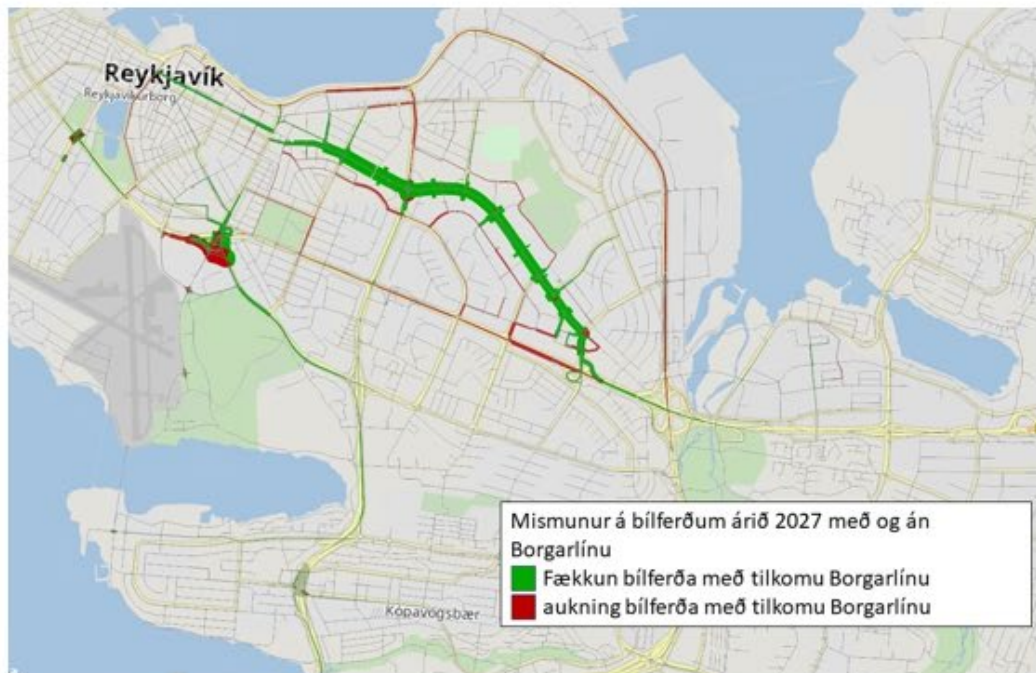 Reykjavík
Reykjavíkurborg
Mismunur á bílferðum árið 2027 með og án
Borgarlínu
Fækkun bílferða með tilkomu Borgarlínu
aukning bílferða með tilkomu Borgarlínu
Kópavogsbær